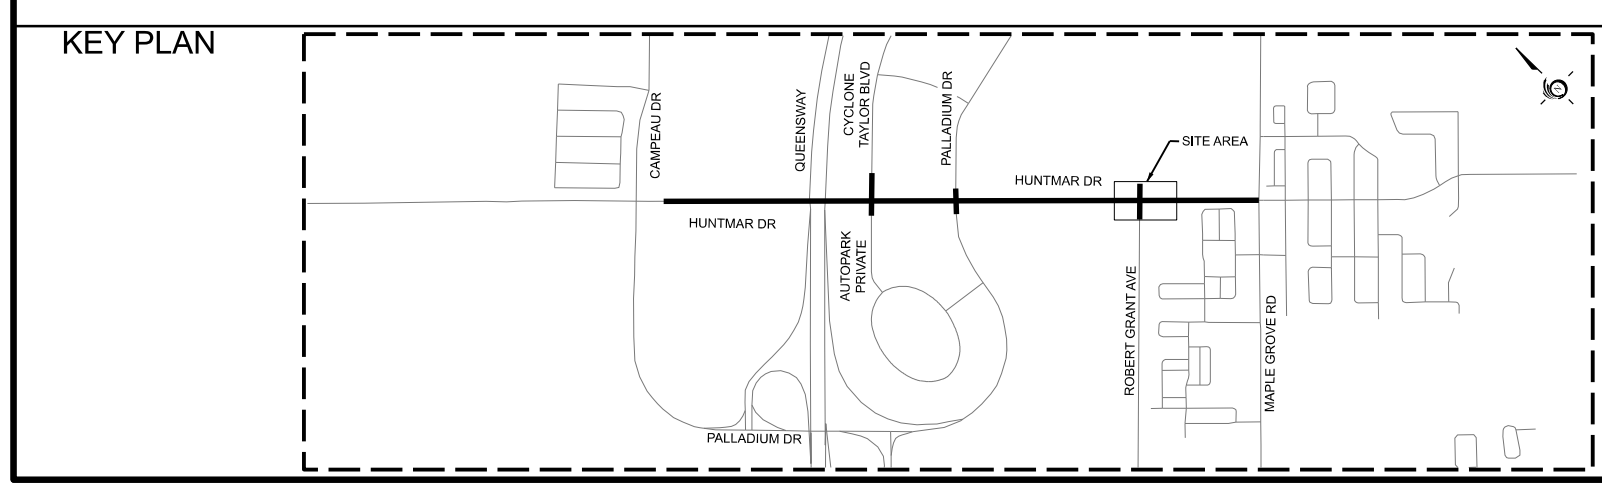 KEY PLAN
CAMPEAU DR
QUEENSWAY
CYCLONE
TAYLOR BLVD
PALLADIUM DR
SITE AREA
HUNTMAR DR
HUNTMAR DR
AUTOPARK
PRIVATE
ROBERT GRANT AVE
MAPLE GROVE RD
PALLADIUM DR
N